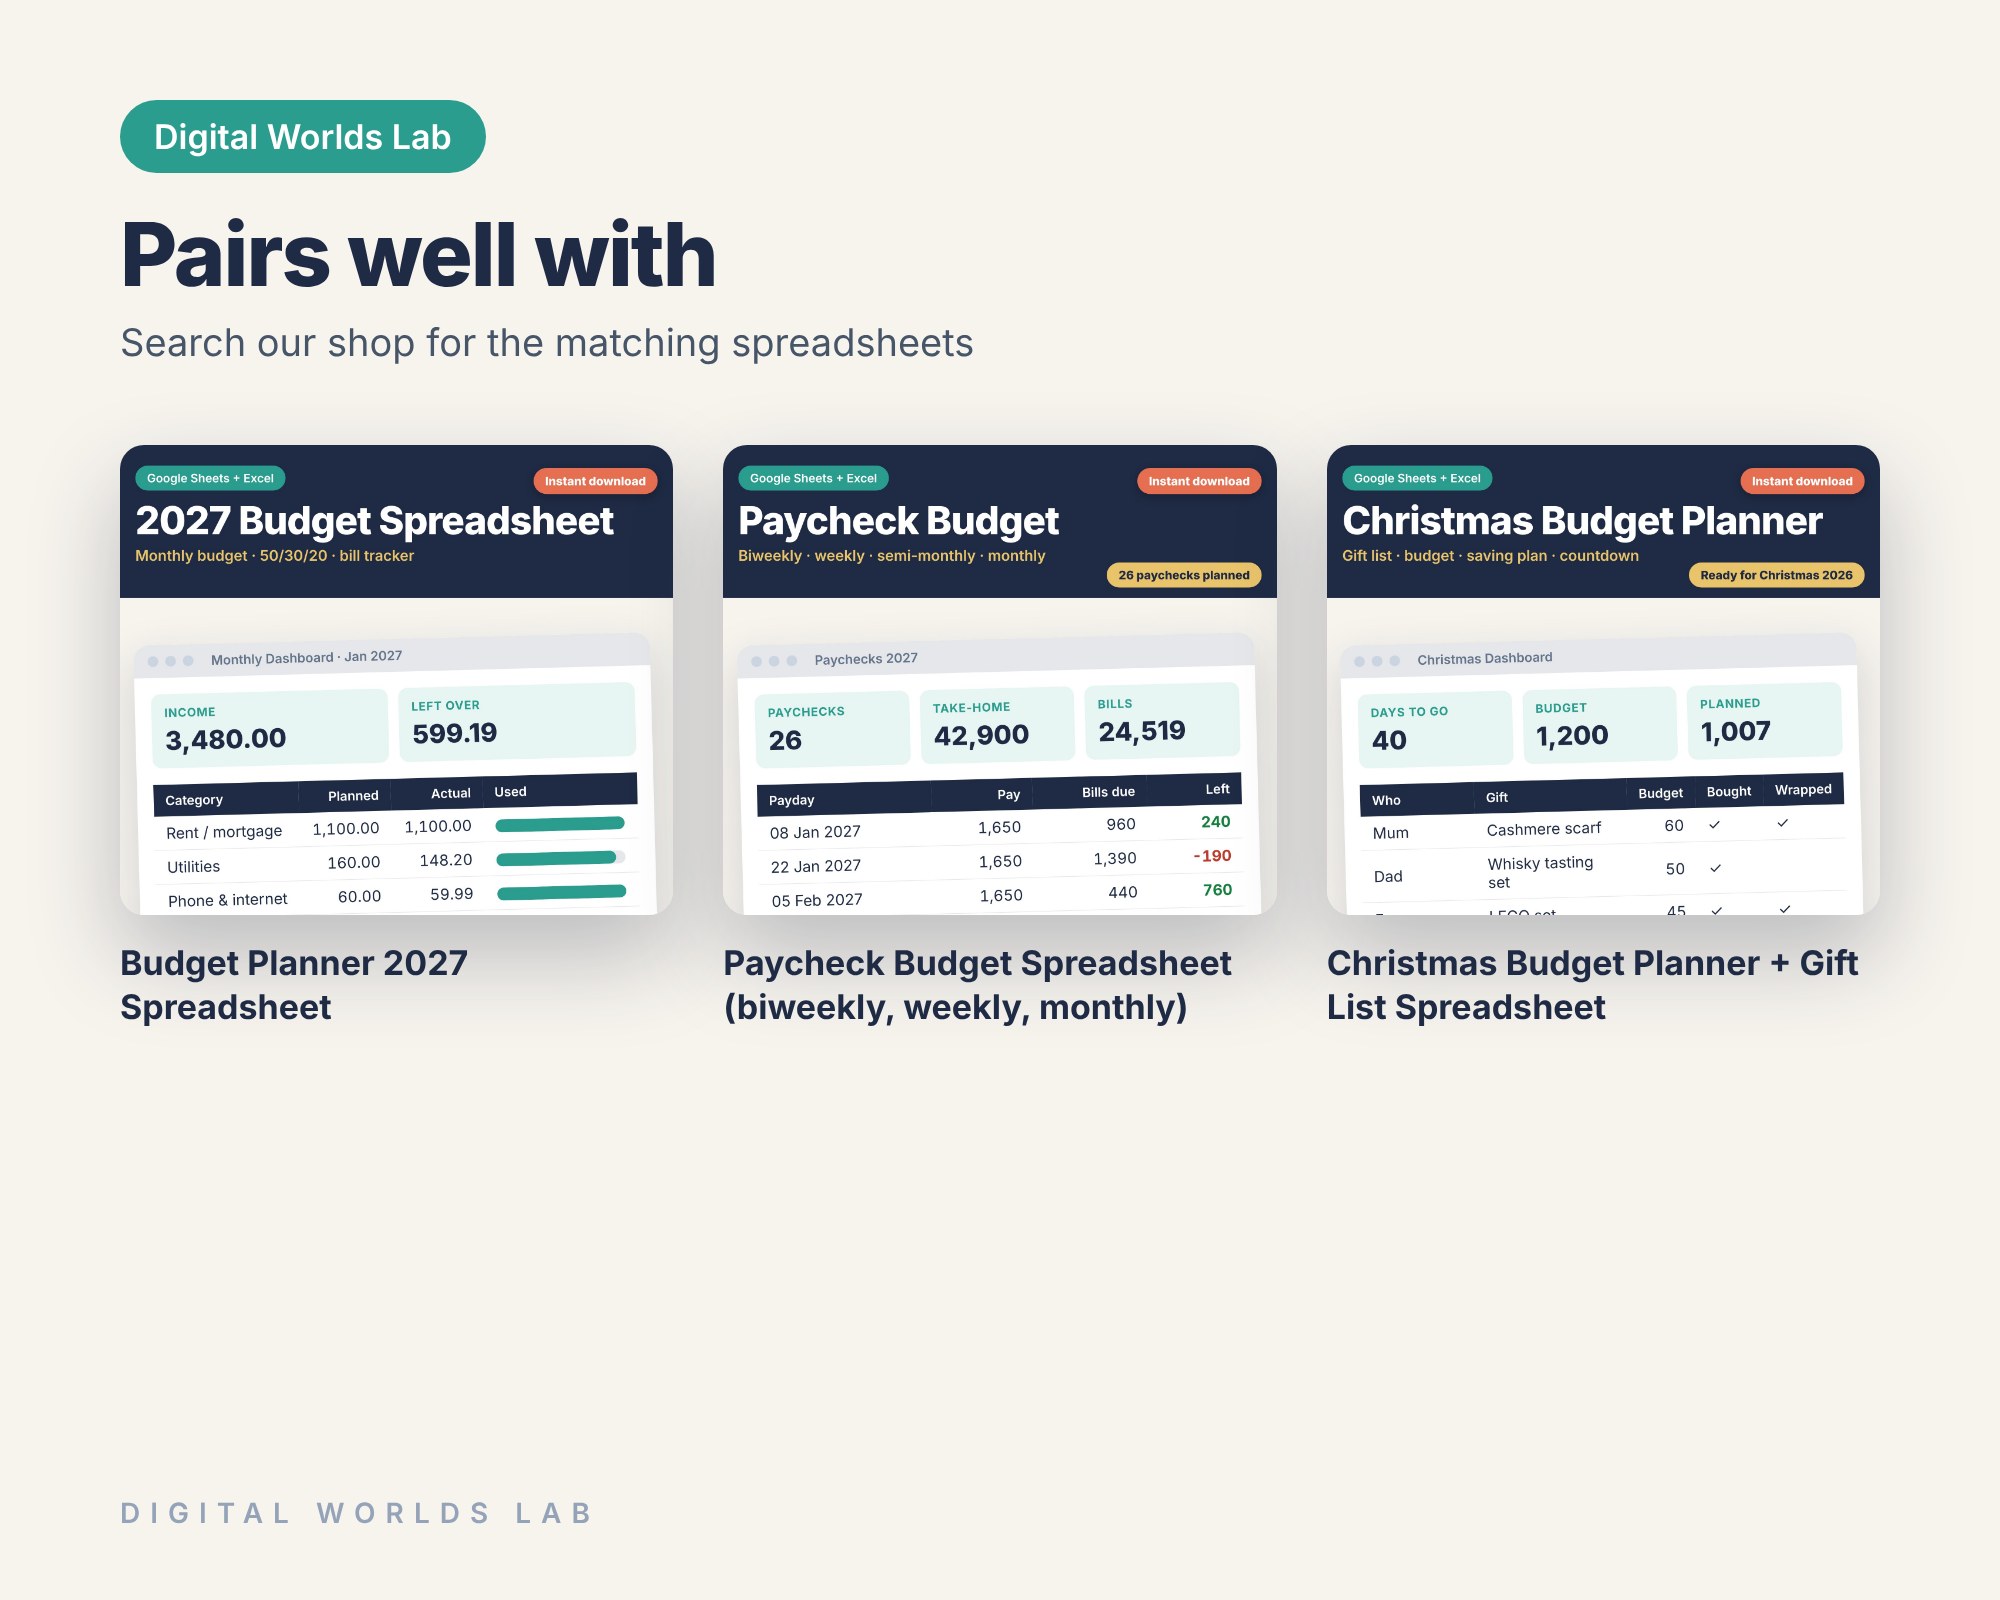 Digital Worlds Lab
Pairs well with
Search our shop for the matching spreadsheets
Google Sheets + Excel
Instant download
2027 Budget Spreadsheet
Monthly budget · 50/30/20 · bill tracker
Monthly Dashboard · Jan 2027
INCOME
3,480.00
LEFT OVER
599.19
Category Planned Actual Used
Rent / mortgage 1,100.00 1,100.00
Utilities 160.00 148.20
Phone & internet 60.00 59.99
Budget Planner 2027
Spreadsheet
Google Sheets + Excel
Instant download
Paycheck Budget
Biweekly · weekly · semi-monthly · monthly
26 paychecks planned
Paychecks 2027
PAYCHECKS
26
TAKE-HOME
42,900
BILLS
24,519
Payday Pay Bills due Left
08 Jan 2027 1,650 960 240
22 Jan 2027 1,650 1,390 -190
05 Feb 2027 1,650 440 760
Paycheck Budget Spreadsheet
(biweekly, weekly, monthly)
Google Sheets + Excel
Instant download
Christmas Budget Planner
Gift list · budget · saving plan · countdown
Ready for Christmas 2026
Christmas Dashboard
DAYS TO GO
40
BUDGET
1,200
PLANNED
1,007
Who Gift Budget Bought Wrapped
Mum Cashmere scarf 60 ✓ ✓
Dad Whisky tasting set 50 ✓
LEGO set 45 ✓ ✓
Christmas Budget Planner + Gift
List Spreadsheet
DIGITAL WORLDS LAB